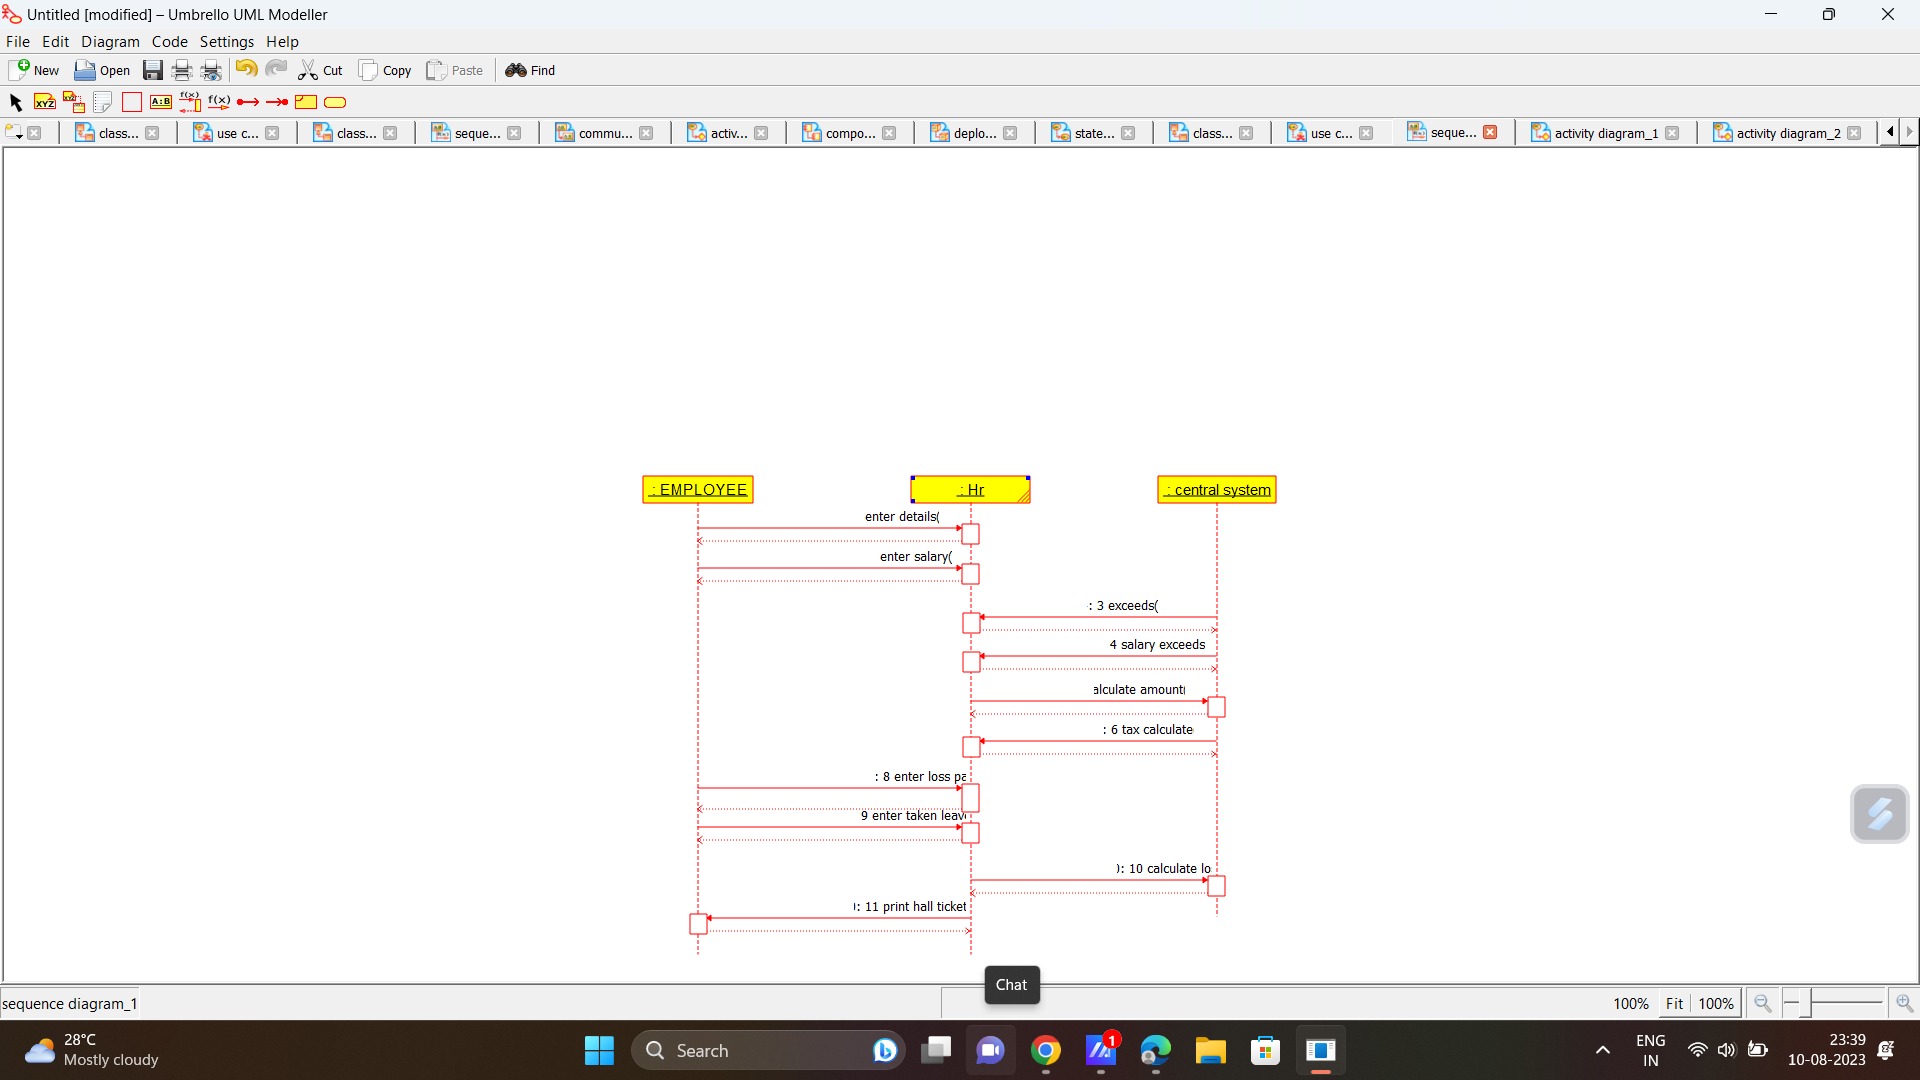 Untitled [modified] – Umbrello UML Modeller
File Edit Diagram Code Settings Help
New Open Cut Copy Paste Find
XYZ XYZ A:B f(x) f(x)
class... use c... class... seque... commu... activ... compo... deplo... state... class... use c... seque... activity diagram_1 activity diagram_2
: EMPLOYEE : Hr : central system
enter details(
enter salary(
: 3 exceeds(
4 salary exceeds
alculate amount(
: 6 tax calculate
: 8 enter loss pa
9 enter taken leav
): 10 calculate lo
): 11 print hall ticket
Chat
sequence diagram_1 100% Fit 100%
28°C
Mostly cloudy
Search
1
ENG
IN
23:39
10-08-2023